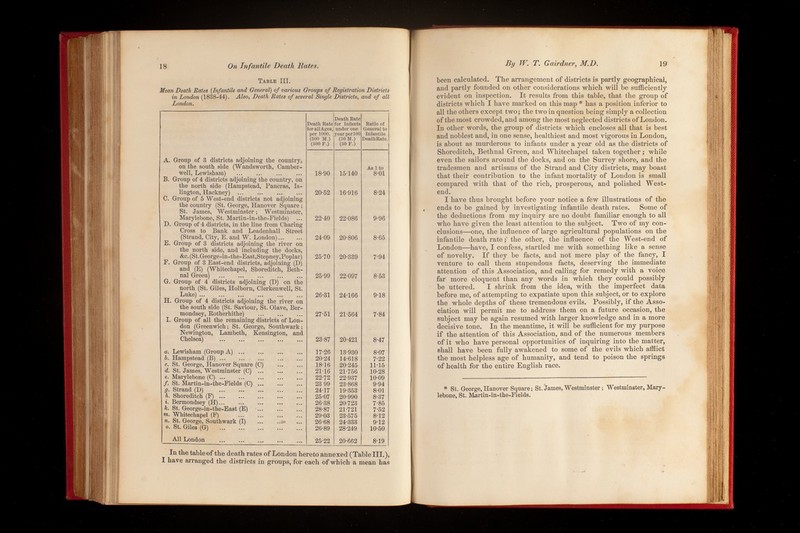 18 On Infantile Death Rates.
TABLE III.
Mean Death Rates (Infantile and General) of various Groups of Registration Districts
in London (1838-44). Also, Death Rates of several Single Districts, and of all
London.
Death Rate for all Ages, per 1000. (500 M.) (500 F.) | Death Rate for Infants under one year per 100 (50 M.) (50 F.) | Ratio of General to Infantile Death Rate.
A. Group of 3 districts adjoining the country,
on the south side (Wandsworth, Camber-
well, Lewisham) ... ... ... 18·90 15·140 As 1 to 8·01
B. Group of 4 districts adjoining the country, on
the north side (Hampstead, Pancras, Is-
lington, Hackney) ... ... ... 20·52 16·916 8·24
C. Group of 5 West-end districts not adjoining
the country (St. George, Hanover Square;
St. James, Westminster; Westminster,
Marylebone, St. Martin-in-the-Fields) ... 22·40 22·086 9·96
D. Group of 4 districts, in the line from Charing
Cross to Bank and Leadenhall Street
(Strand, City, E. and W. London)... ... 24·09 20·806 8·65
E. Group of 3 districts adjoining the river on
the north side, and including the docks,
&c.(St.George-in-the-East,Stepney,Poplar) 25·70 20·339 7·94
F. Group of 3 East-end districts, adjoining (D)
and (E) (Whitechapel, Shoreditch, Beth-
nal Green) ... ... ... 25·99 22·097 8·53
G. Group of 4 districts adjoining (D) on the
north (St. Giles, Holborn, Clerkenwell, St.
Luke) ... ... ... 26·31 24·166 9·18
H. Group of 4 districts adjoining the river on
the south side (St. Saviour, St. Olave, Ber-
mondsey, Rotherhithe) 27·51 21·564 7·84
I. Group of all the remaining districts of Lon-
don (Greenwich; St. George, Southwark;
Newington, Lambeth, Kensington, and
Chelsea) ... ... ... 23·87 20·421 8·47
a. Lewisham (Group A) ... ... ... 17·26 13·930 8·07
b. Hampstead (B) ... ... ... 20·24 14·618 7·22
c. St. George, Hanover Square (C) ... 18·16 20·245 11·15
d. St. James, Westminster (C) ... ... 21·16 21·756 10·28
e. Marylebone (C) ... ... ... 22·72 22·937 10·09
f. St. Martin-in-the-Fields (C) ... ... 23 99 23·868 9·94
g. Strand (D) ... ... ... 24·17 19·353 8·01
h. Shoreditch (F) ... ... ... 25·07 20·990 8·37
i. Bermondsey (H) ... ... ... 26·38 20·723 7·85
k. St. George-in-the-East (E) ... ... 28·87 21·721 7·52
m. Whitechapel (F) ... ... ... 29·03 23·575 8·12
n. St. George, Southwark (I) ... ... 26·68 24·333 9·12
o. St. Giles (G) ... ... ... 26·89 28·249 10·50
All London ... ... ... 25·22 20·662 8·19
In the table of the death rates of London hereto annexed (Table III.),
I have arranged the districts in groups, for each of which a mean has
By W. T. Gairdner, M.D. 19
been calculated. The arrangement of districts is partly geographical,
and partly founded on other considerations which will be sufficiently
evident on inspection. It results from this table, that the group of
districts which I have marked on this map * has a position inferior to
all the others except two; the two in question being simply a collection
of the most crowded, and among the most neglected districts of London.
In other words, the group of districts which encloses all that is best
and noblest and, in one sense, healthiest and most vigorous in London,
is about as murderous to infants under a year old as the districts of
Shoreditch, Bethnal Green, and Whitechapel taken together; while
even the sailors around the docks, and on the Surrey shore, and the
tradesmen and artisans of the Strand and City districts, may boast
that their contribution to the infant mortality of London is small
compared with that of the rich, prosperous, and polished West-
end.
I have thus brought before your notice a few illustrations of the
ends to be gained by investigating infantile death rates. Some of
the deductions from my inquiry are no doubt familiar enough to all
who have given the least attention to the subject. Two of my con-
clusions—one, the influence of large agricultural populations on the
infantile death rate; the other, the influence of the West-end of
London—have, I confess, startled me with something like a sense
of novelty. If they be facts, and not mere play of the fancy, I
venture to call them stupendous facts, deserving the immediate
attention of this Association, and calling for remedy with a voice
far more eloquent than any words in which they could possibly
be uttered. I shrink from the idea, with the imperfect data
before me, of attempting to expatiate upon this subject, or to explore
the whole depths of these tremendous evils. Possibly, if the Asso-
ciation will permit me to address them on a future occasion, the
subject may be again resumed with larger knowledge and in a more
decisive tone. In the meantime, it will be sufficient for my purpose
if the attention of this Association, and of the numerous members
of it who have personal opportunities of inquiring into the matter,
shall have been fully awakened to some of the evils which afflict
the most helpless age of humanity, and tend to poison the springs
of health for the entire English race.
* St. George, Hanover Square; St. James, Westminster; Westminster, Mary-
lebone, St. Martin-in-the-Fields.